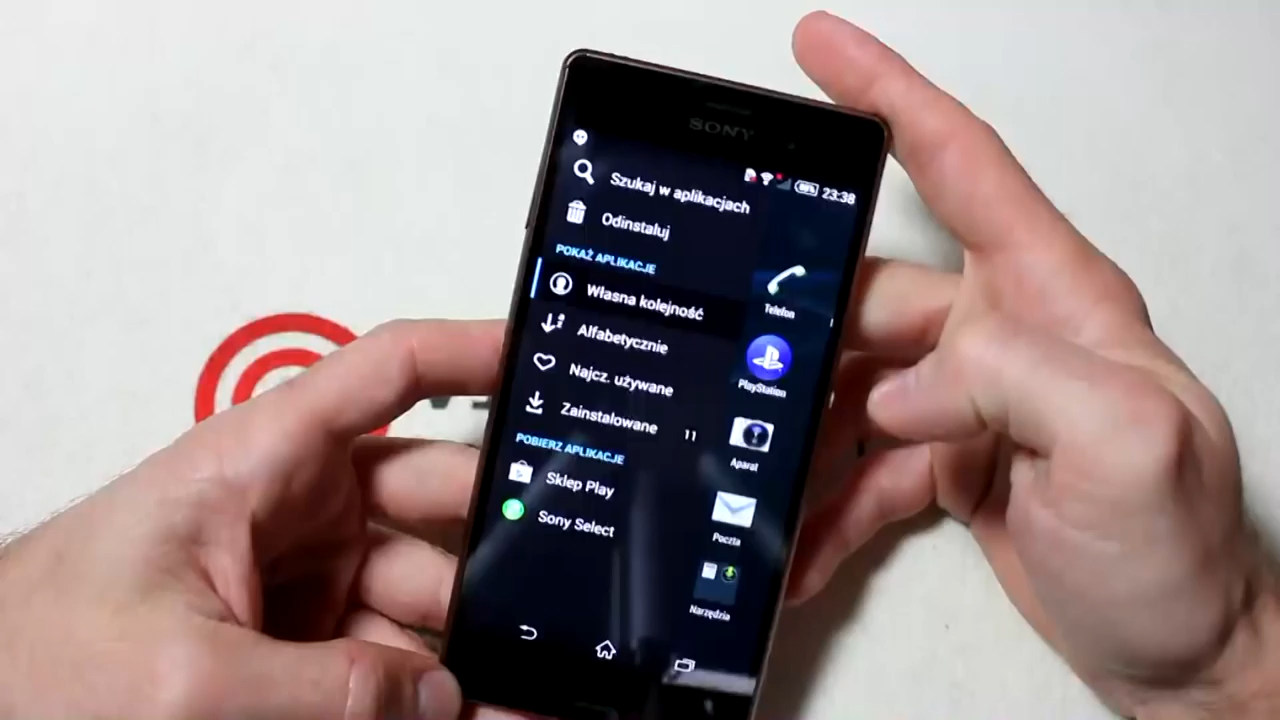 SONY
23:38
Szukaj w aplikacjach
Odinstaluj
POKAŻ APLIKACJE
Własna kolejność
Alfabetycznie
Najcz. używane
Zainstalowane 11
POBIERZ APLIKACJE
Sklep Play
Sony Select
Telefon
PlayStation
Aparat
Poczta
Narzędzia